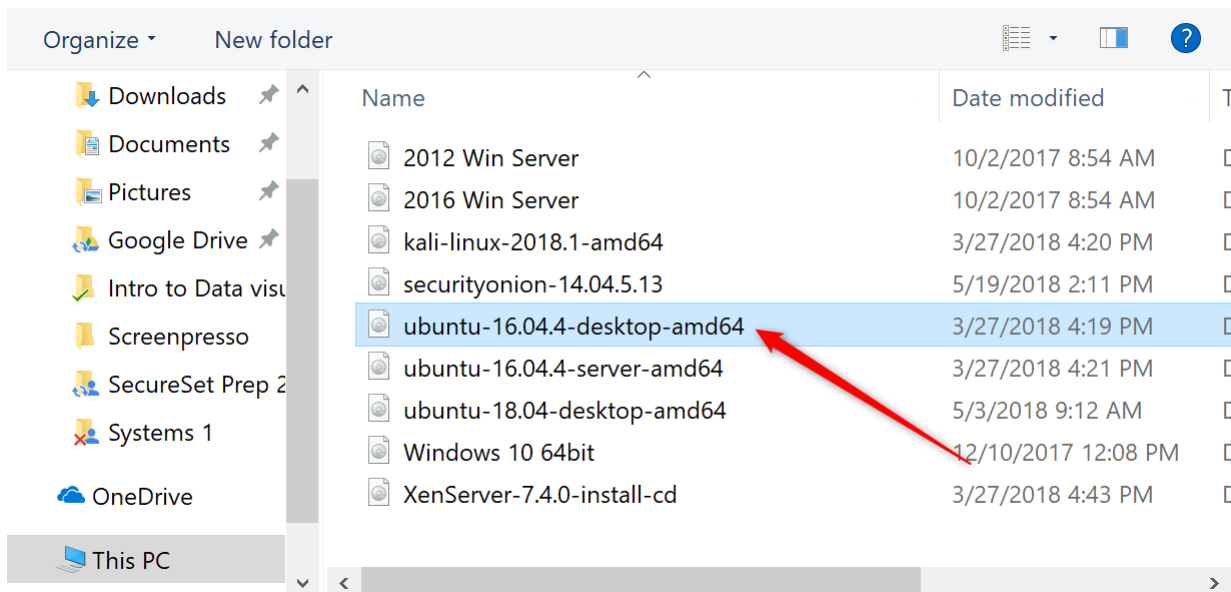 Organize New folder ?
Downloads
Documents
Pictures
Google Drive
Intro to Data visu
Screenpresso
SecureSet Prep 2
Systems 1
OneDrive
This PC
Name Date modified
2012 Win Server 10/2/2017 8:54 AM
2016 Win Server 10/2/2017 8:54 AM
kali-linux-2018.1-amd64 3/27/2018 4:20 PM
securityonion-14.04.5.13 5/19/2018 2:11 PM
ubuntu-16.04.4-desktop-amd64 3/27/2018 4:19 PM
ubuntu-16.04.4-server-amd64 3/27/2018 4:21 PM
ubuntu-18.04-desktop-amd64 5/3/2018 9:12 AM
Windows 10 64bit 12/10/2017 12:08 PM
XenServer-7.4.0-install-cd 3/27/2018 4:43 PM